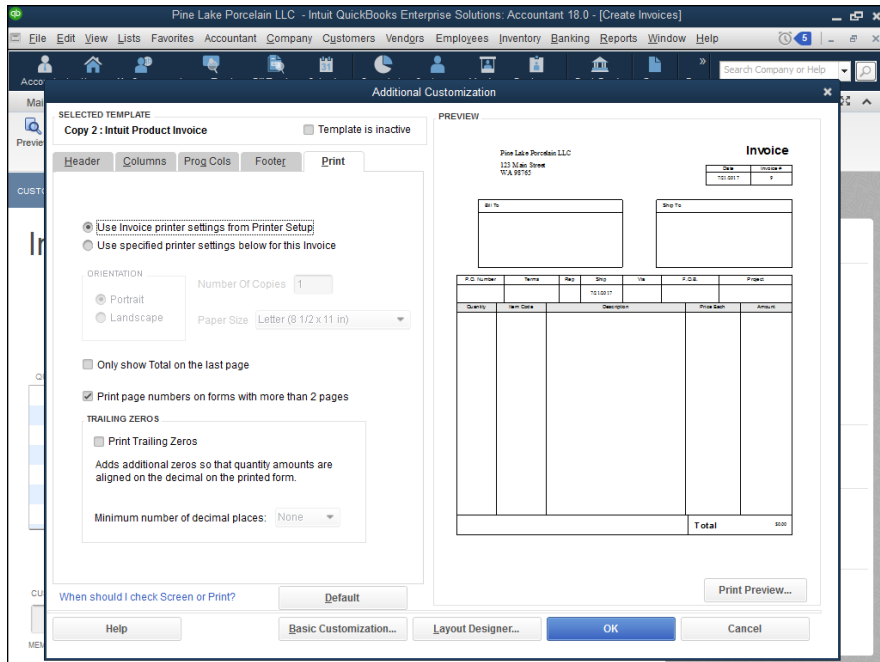 Pine Lake Porcelain LLC - Intuit QuickBooks Enterprise Solutions: Accountant 18.0 - [Create Invoices]
File Edit View Lists Favorites Accountant Company Customers Vendors Employees Inventory Banking Reports Window Help 5
Search Company or Help
Additional Customization
SELECTED TEMPLATE
Copy 2 : Intuit Product Invoice
Template is inactive
Header Columns Prog Cols Footer Print
Use Invoice printer settings from Printer Setup
Use specified printer settings below for this Invoice
ORIENTATION
Portrait
Landscape
Number Of Copies 1
Paper Size Letter (8 1/2 x 11 in)
Only show Total on the last page
Print page numbers on forms with more than 2 pages
TRAILING ZEROS
Print Trailing Zeros
Adds additional zeros so that quantity amounts are
aligned on the decimal on the printed form.
Minimum number of decimal places: None
When should I check Screen or Print?
Default
PREVIEW
Pine Lake Porcelain LLC
123 Main Street
WA 98765
Invoice
Date Invoice #
9
Bill To
Ship To
P.O. Number Terms Rep Ship Via F.O.B. Project
Quantity Item Code Description Price Each Amount
Total $0.00
Print Preview...
Help
Basic Customization...
Layout Designer...
OK
Cancel